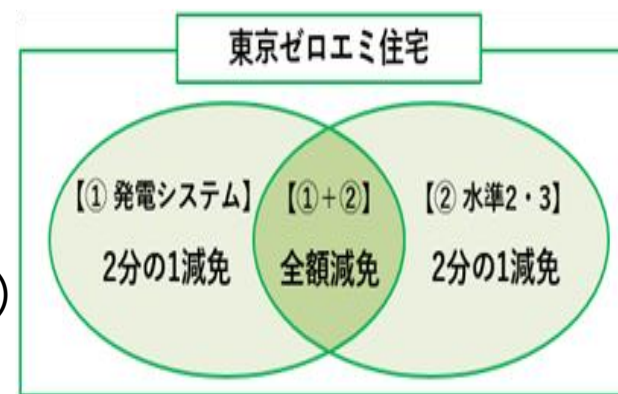 東京ゼロエミ住宅
【① 発電システム】
2分の1減免
【①+②】
全額減免
【② 水準2・3】
2分の1減免
)